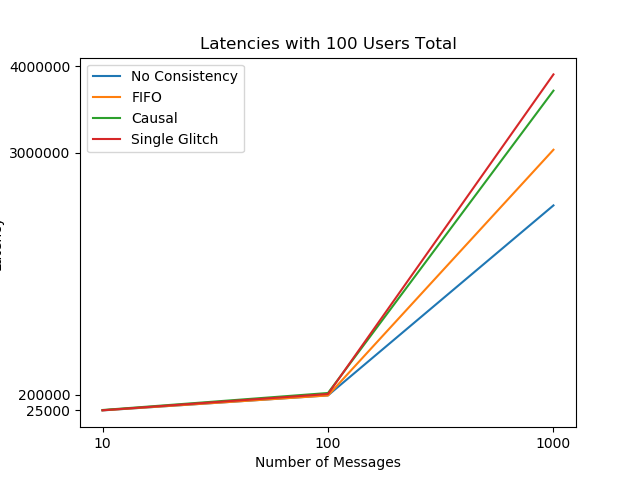 Latencies with 100 Users Total
4000000
3000000
200000
25000
No Consistency
FIFO
Causal
Single Glitch
10
100
1000
Number of Messages